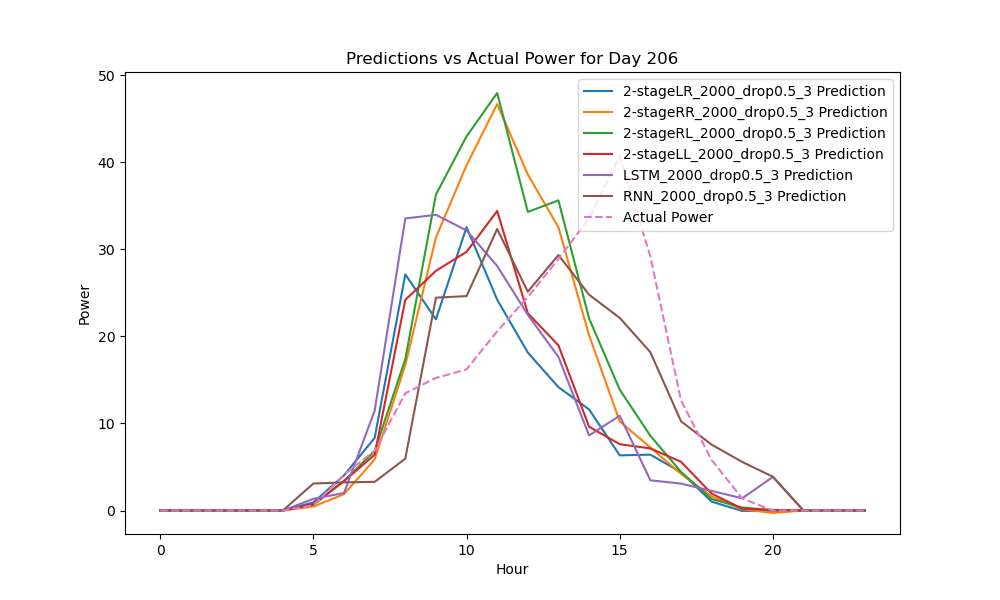 Predictions vs Actual Power for Day 206
50
40
30
20
10
0
Power
2-stageLR_2000_drop0.5_3 Prediction
2-stageRR_2000_drop0.5_3 Prediction
2-stageRL_2000_drop0.5_3 Prediction
2-stageLL_2000_drop0.5_3 Prediction
LSTM_2000_drop0.5_3 Prediction
RNN_2000_drop0.5_3 Prediction
Actual Power
0 5 10 15 20
Hour